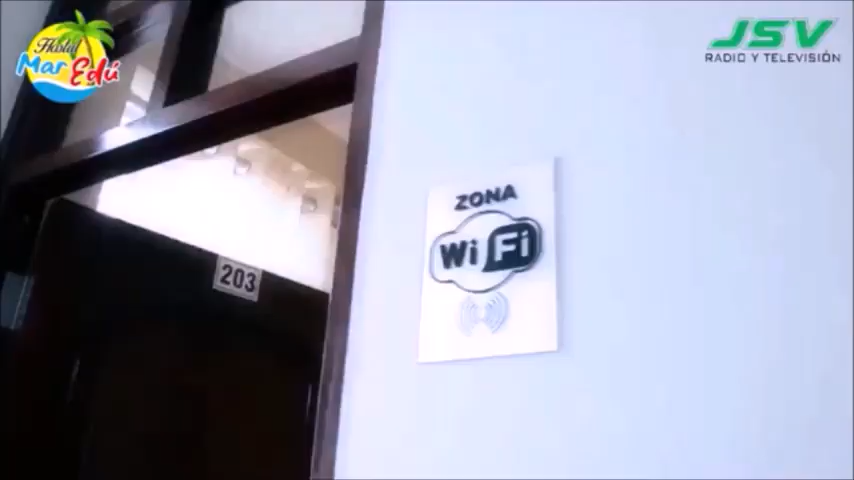 Hostal
Mar Edú
JSV
RADIO Y TELEVISIÓN
ZONA
Wi Fi
203